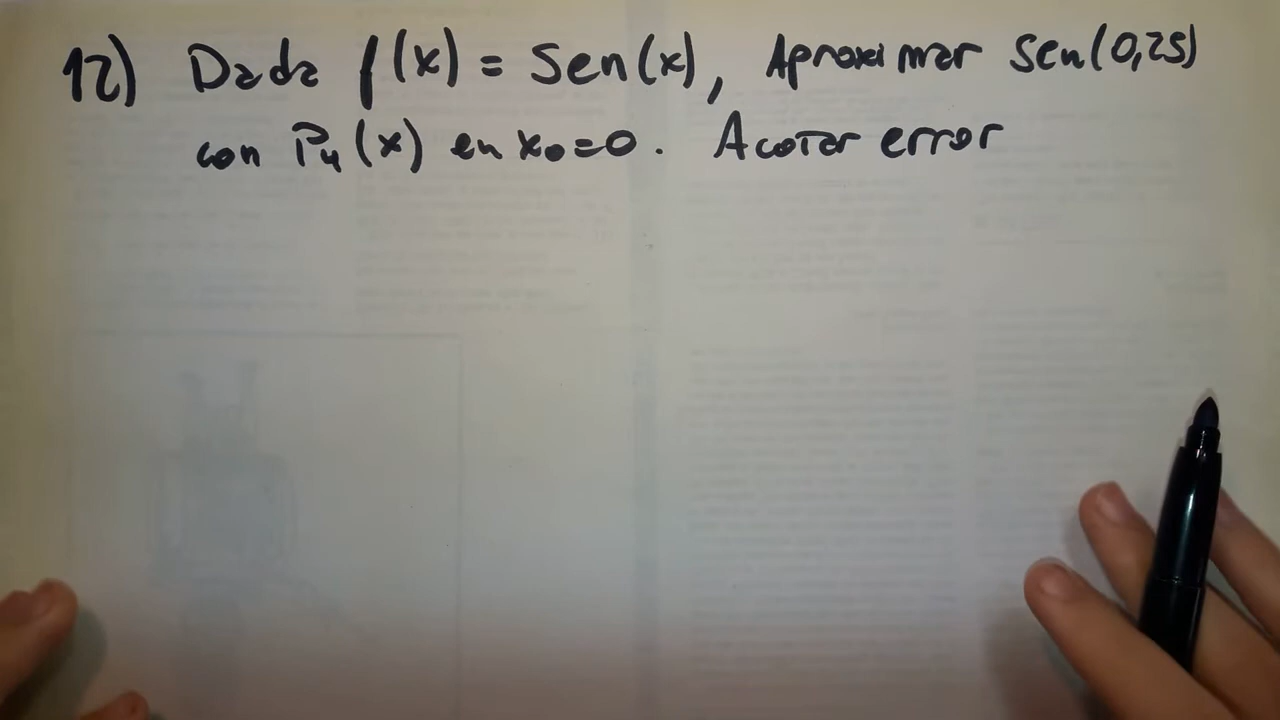 12) Dada f(x) = Sen(x), Aproximar Sen(0,25)
con P₄(x) en x₀=0. Acotar error